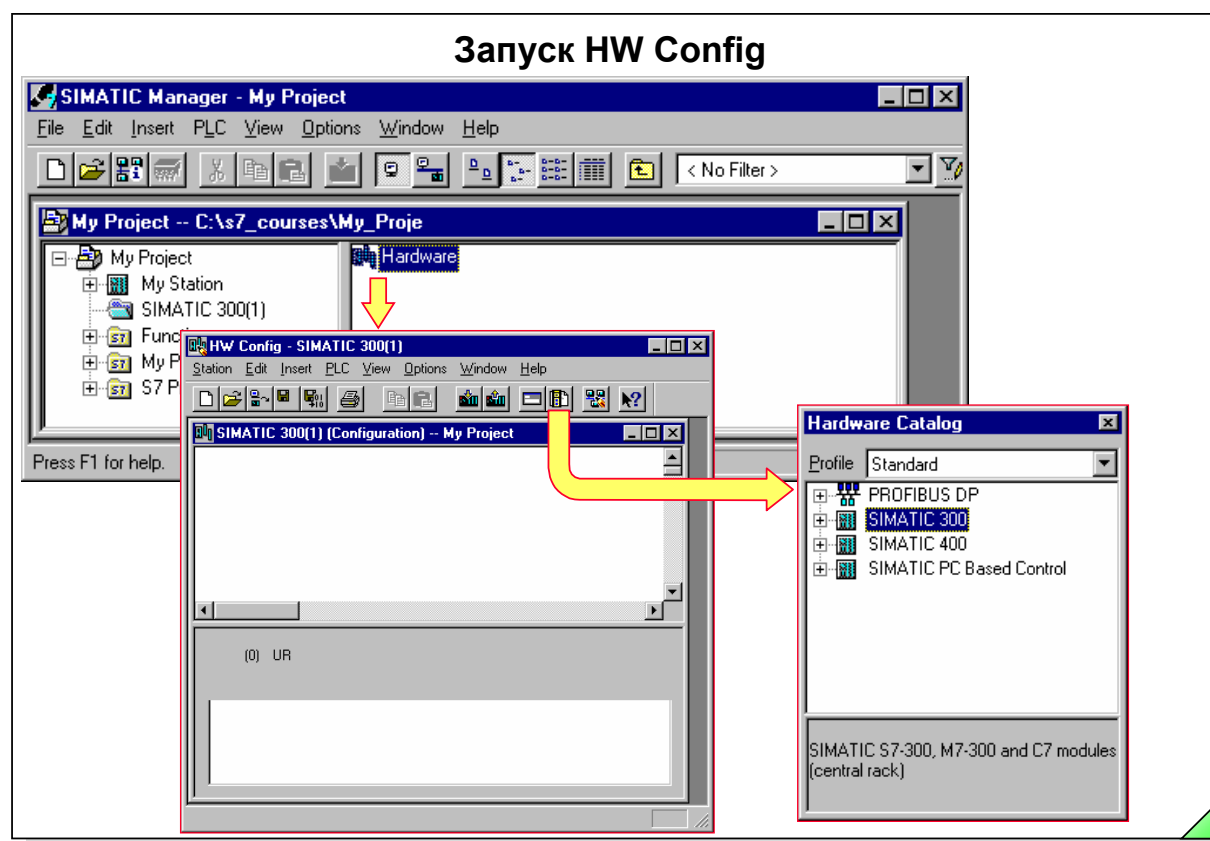 Запуск HW Config
SIMATIC Manager - My Project
File Edit Insert PLC View Options Window Help
< No Filter >
My Project -- C:\s7_courses\My_Proje
My Project
My Station
SIMATIC 300(1)
Func
My P
S7 P
Hardware
Press F1 for help.
HW Config - SIMATIC 300(1)
Station Edit Insert PLC View Options Window Help
SIMATIC 300(1) (Configuration) -- My Project
(0) UR
Hardware Catalog
Profile Standard
PROFIBUS DP
SIMATIC 300
SIMATIC 400
SIMATIC PC Based Control
SIMATIC S7-300, M7-300 and C7 modules
(central rack)